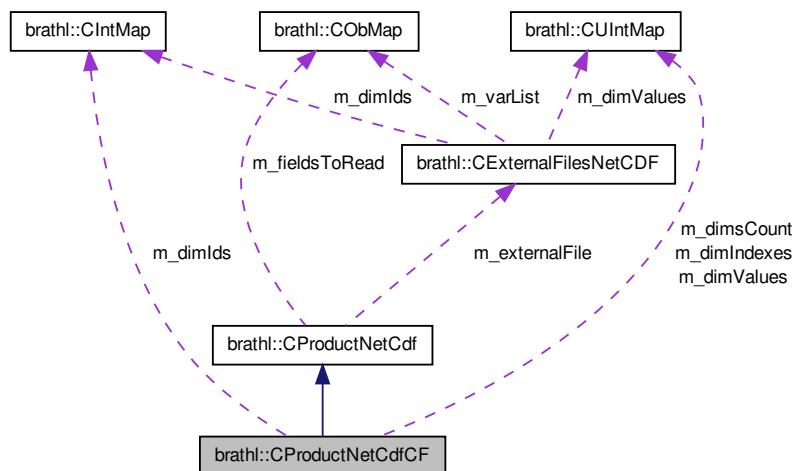 brathl::CIntMap
brathl::CObMap
brathl::CUIntMap
m_dimIds
m_varList
m_dimValues
m_fieldsToRead
brathl::CExternalFilesNetCDF
m_dimIds
m_externalFile
m_dimsCount
m_dimIndexes
m_dimValues
brathl::CProductNetCdf
brathl::CProductNetCdfCF